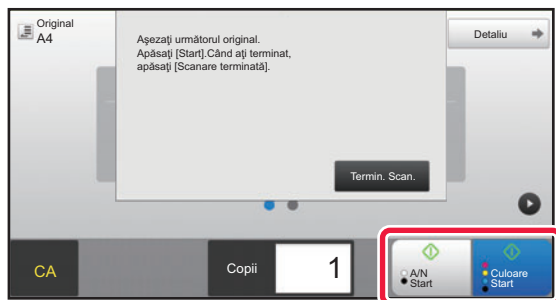 Original
A4
Aşezaţi următorul original.
Apăsaţi [Start].Când aţi terminat,
apăsaţi [Scanare terminată].
Detaliu
Termin. Scan.
CA
Copii
1
A/N
Start
Culoare
Start